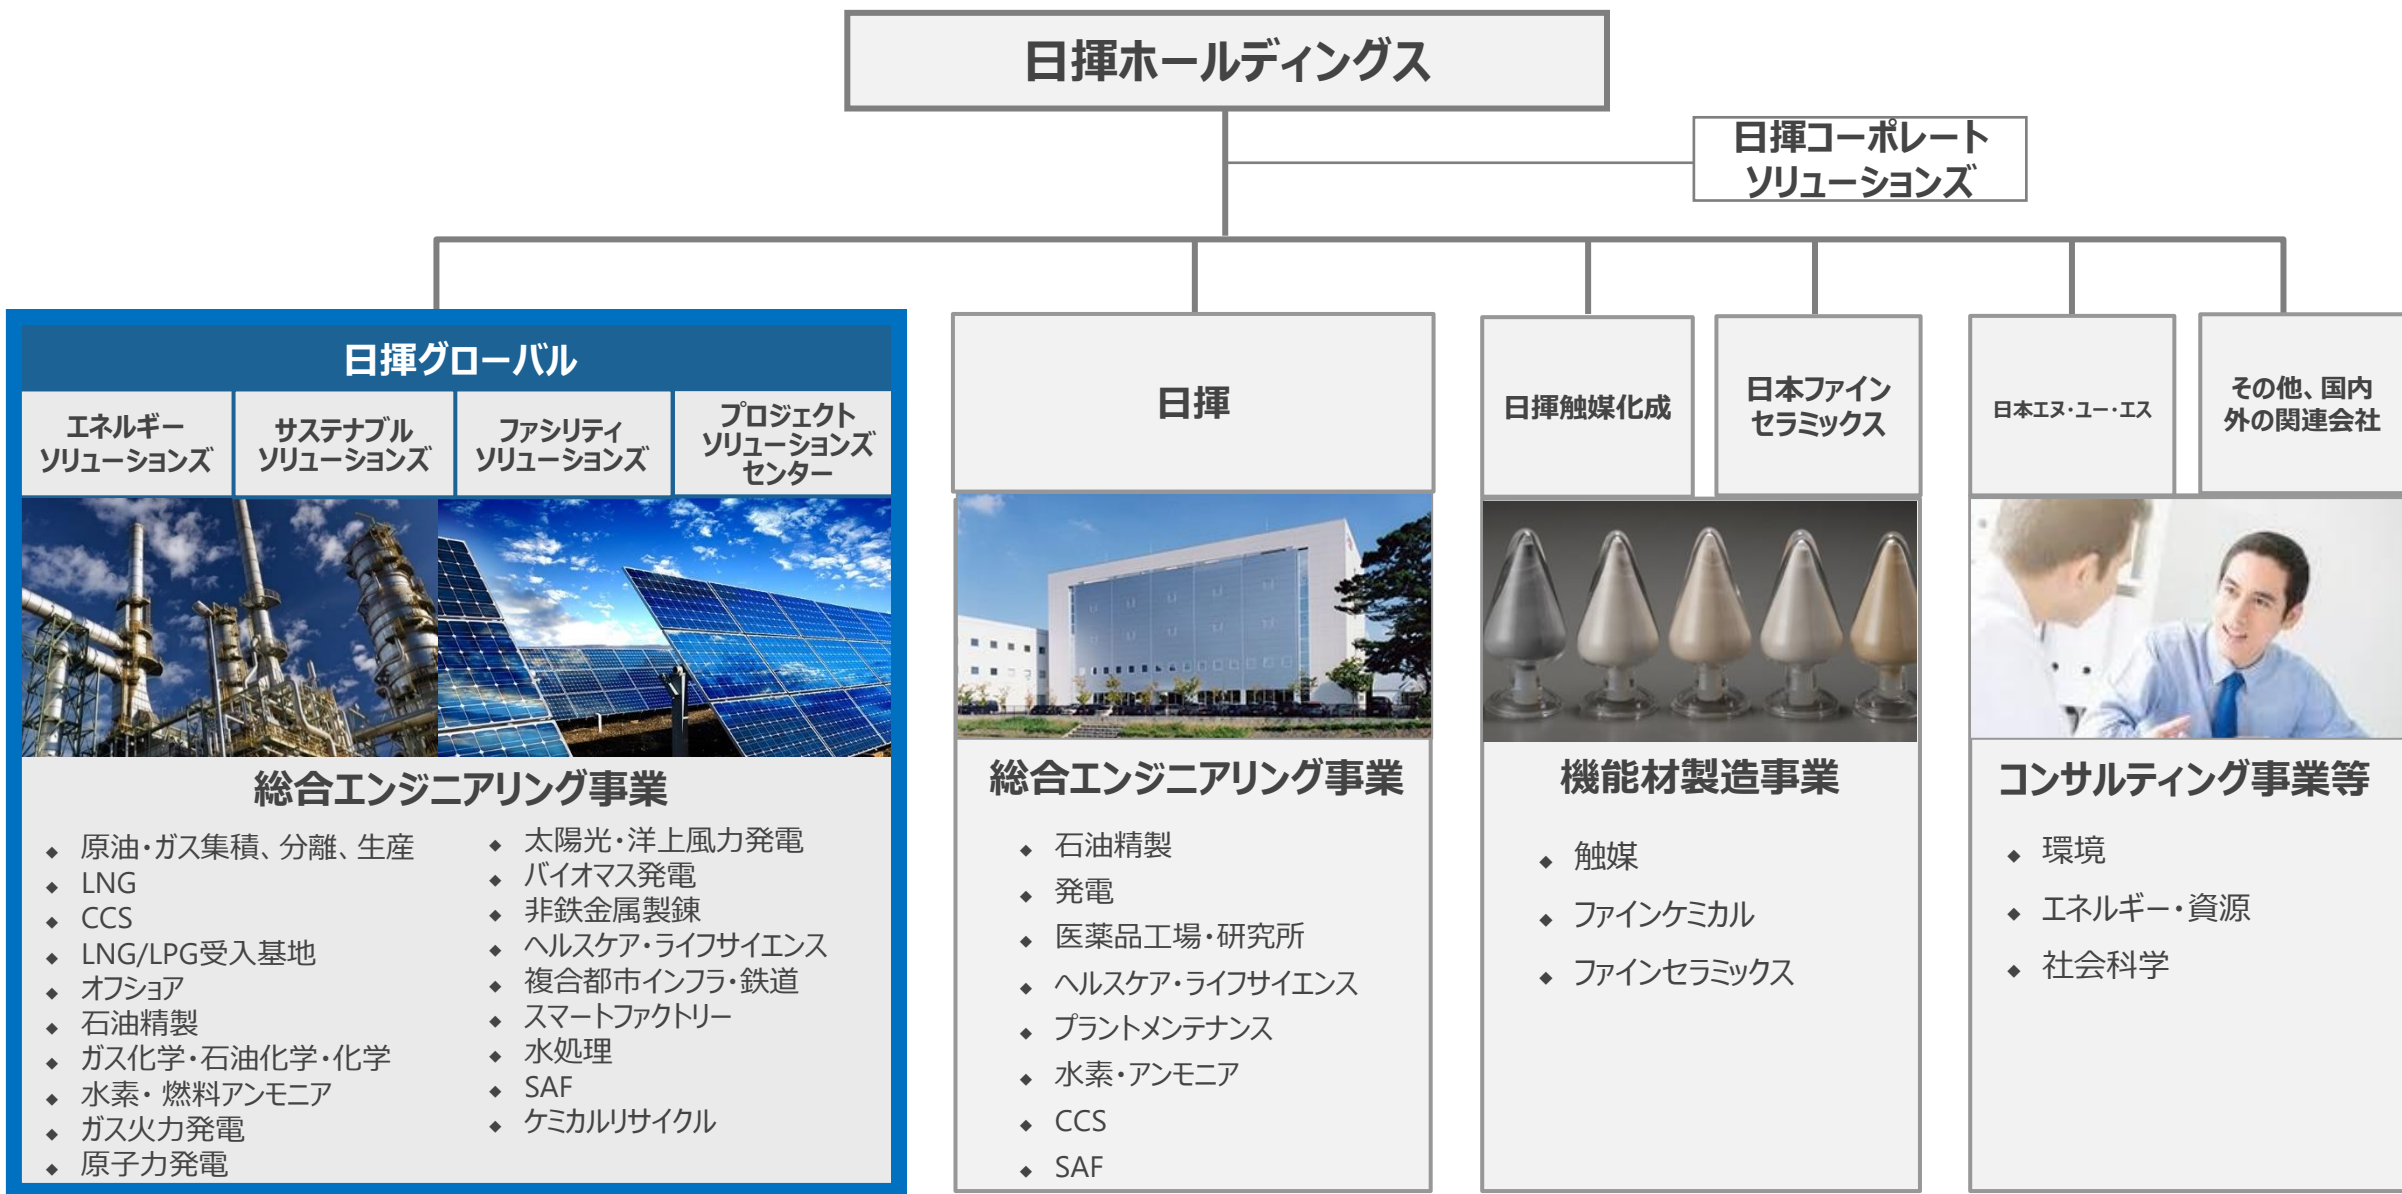 日揮ホールディングス
日揮コーポレート
ソリューションズ
日揮グローバル
エネルギー
ソリューションズ
サステナブル
ソリューションズ
ファシリティ
ソリューションズ
プロジェクト
ソリューションズ
センター
総合エンジニアリング事業
◆ 原油・ガス集積、分離、生産
◆ LNG
◆ CCS
◆ LNG/LPG受入基地
◆ オフショア
◆ 石油精製
◆ ガス化学・石油化学・化学
◆ 水素・ 燃料アンモニア
◆ ガス火力発電
◆ 原子力発電
◆ 太陽光・洋上風力発電
◆ バイオマス発電
◆ 非鉄金属製錬
◆ ヘルスケア・ライフサイエンス
◆ 複合都市インフラ・鉄道
◆ スマートファクトリー
◆ 水処理
◆ SAF
◆ ケミカルリサイクル
日揮
総合エンジニアリング事業
◆ 石油精製
◆ 発電
◆ 医薬品工場・研究所
◆ ヘルスケア・ライフサイエンス
◆ プラントメンテナンス
◆ 水素・アンモニア
◆ CCS
◆ SAF
日揮触媒化成
日本ファイン
セラミックス
機能材製造事業
◆ 触媒
◆ ファインケミカル
◆ ファインセラミックス
日本エヌ・ユー・エス
その他、国内
外の関連会社
コンサルティング事業等
◆ 環境
◆ エネルギー・資源
◆ 社会科学